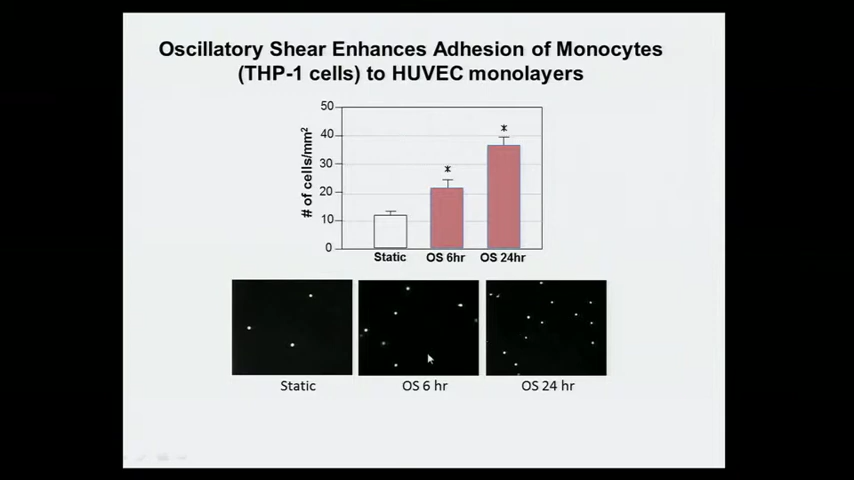 Oscillatory Shear Enhances Adhesion of Monocytes
(THP-1 cells) to HUVEC monolayers
# of cells/mm²
50
40
30
20
10
0
*
*
Static OS 6hr OS 24hr
Static OS 6 hr OS 24 hr